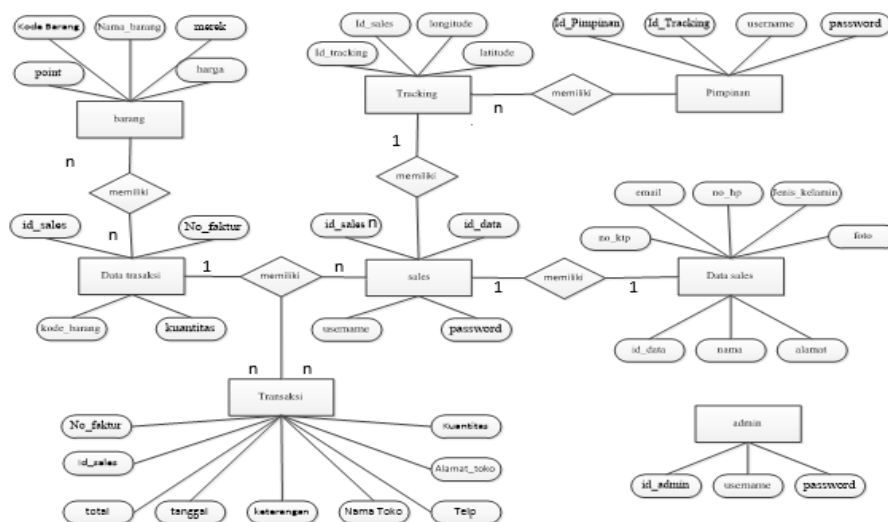 Kode Barang
Nama_barang
merek
point
harga
barang
n
memiliki
n
id_sales
No_faktur
Data trasaksi
kode_barang
kuantitas
1
memiliki
n
n
n
Id_sales
longitude
Id_tracking
latitude
Tracking
n
memiliki
1
memiliki
Id_Pimpinan
Id_Tracking
username
password
Pimpinan
id_sales
n
id_data
sales
username
password
1
memiliki
1
email
no_hp
Jenis_kelamin
no_ktp
foto
Data sales
id_data
nama
alamat
Transaksi
No_faktur
Id_sales
total
tanggal
keterangan
Nama Toko
Telp
Alamat_toko
Kuantitas
admin
id_admin
username
password